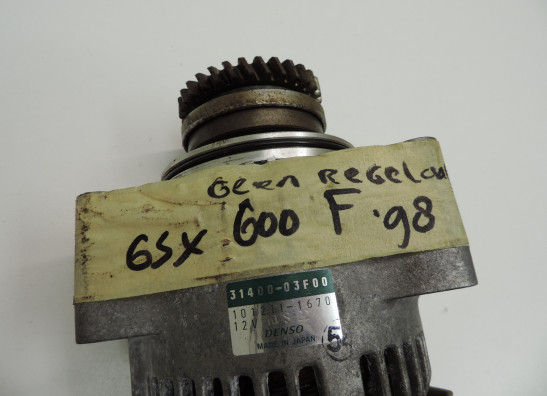 Geen REGELaar
GSX 600 F '98
31400-03F00
101211-1670
12V
DENSO
MADE IN JAPAN
5